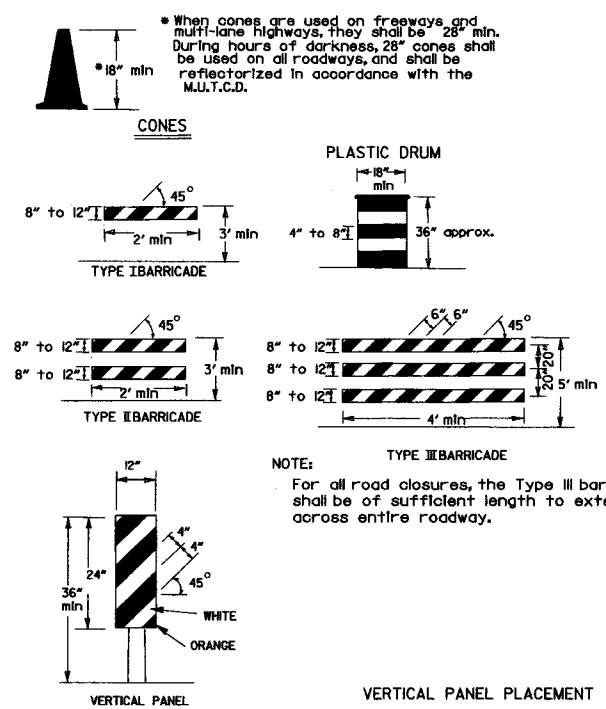 * When cones are used on freeways and
multi-lane highways, they shall be 28" min.
During hours of darkness, 28" cones shall
be used on all roadways, and shall be
reflectorized in accordance with the
M.U.T.C.D.
*18" min
CONES
PLASTIC DRUM
18"
min
4" to 8"
36" approx.
45°
8" to 12"
2' min
3' min
TYPE I BARRICADE
45°
8" to 12"
8" to 12"
2' min
3' min
TYPE II BARRICADE
6" 6"
45°
8" to 12"
8" to 12"
8" to 12"
20"
20"
5' min
4' min
TYPE III BARRICADE
NOTE:
For all road closures, the Type III bar
shall be of sufficient length to exte
across entire roadway.
12"
4"
4"
45°
24"
36"
min
WHITE
ORANGE
VERTICAL PANEL
VERTICAL PANEL PLACEMENT